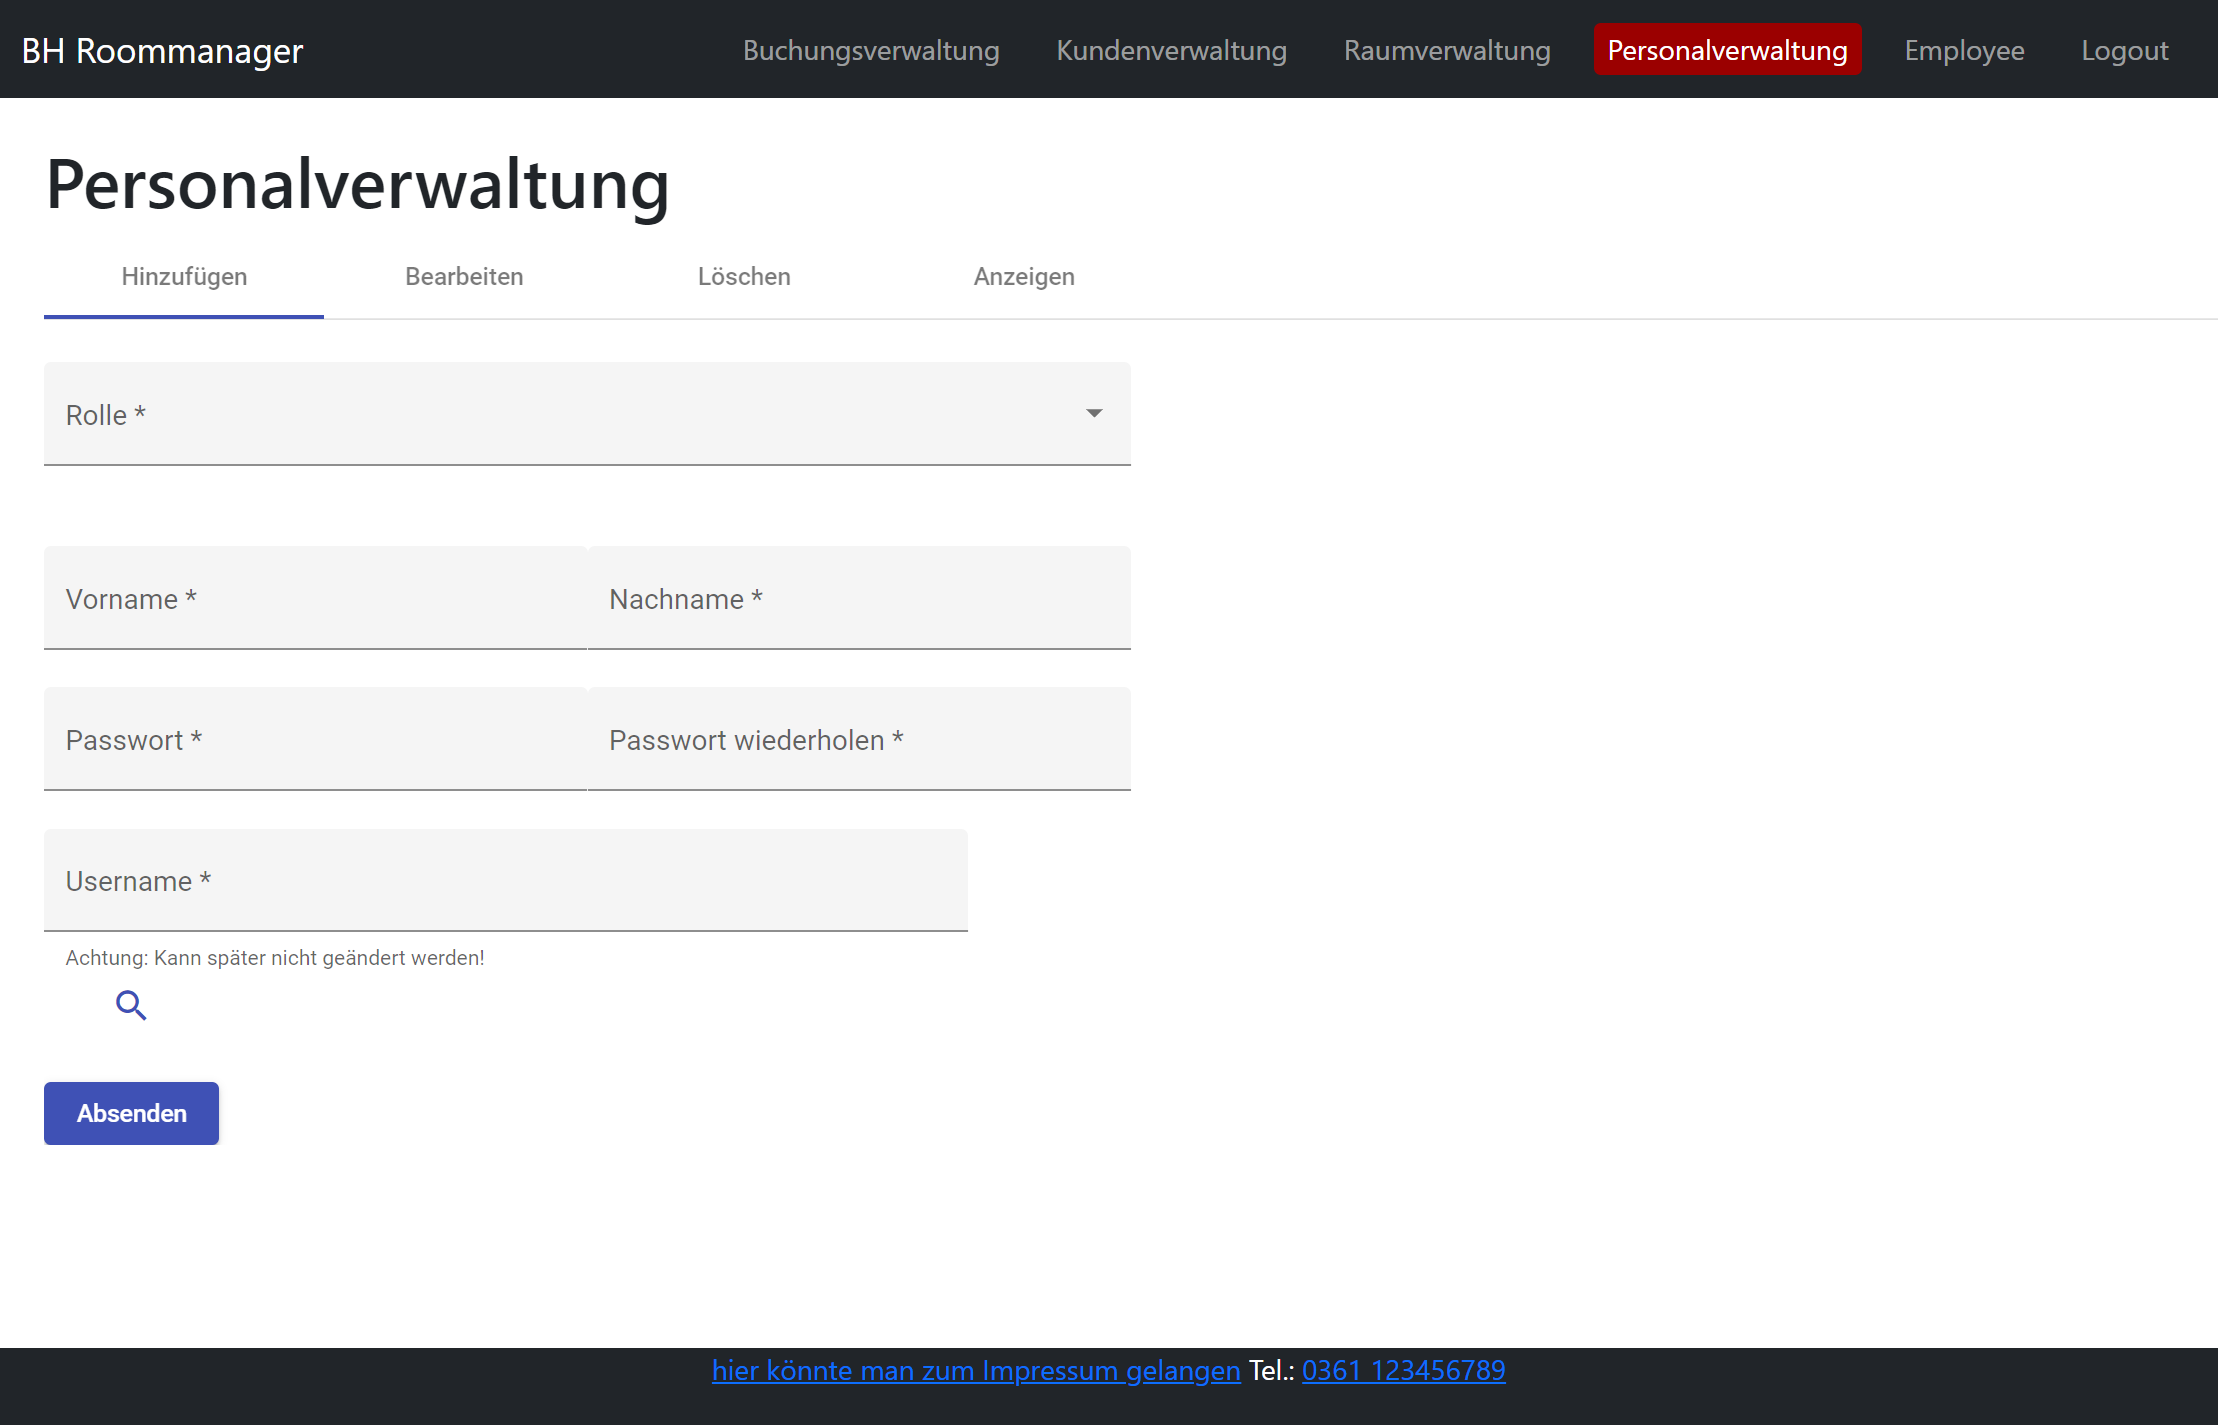 BH Roommanager Buchungsverwaltung Kundenverwaltung Raumverwaltung Personalverwaltung Employee Logout
Personalverwaltung
Hinzufügen Bearbeiten Löschen Anzeigen
Rolle *
Vorname * Nachname *
Passwort * Passwort wiederholen *
Username *
Achtung: Kann später nicht geändert werden!
Absenden
hier könnte man zum Impressum gelangen Tel.: 0361 123456789